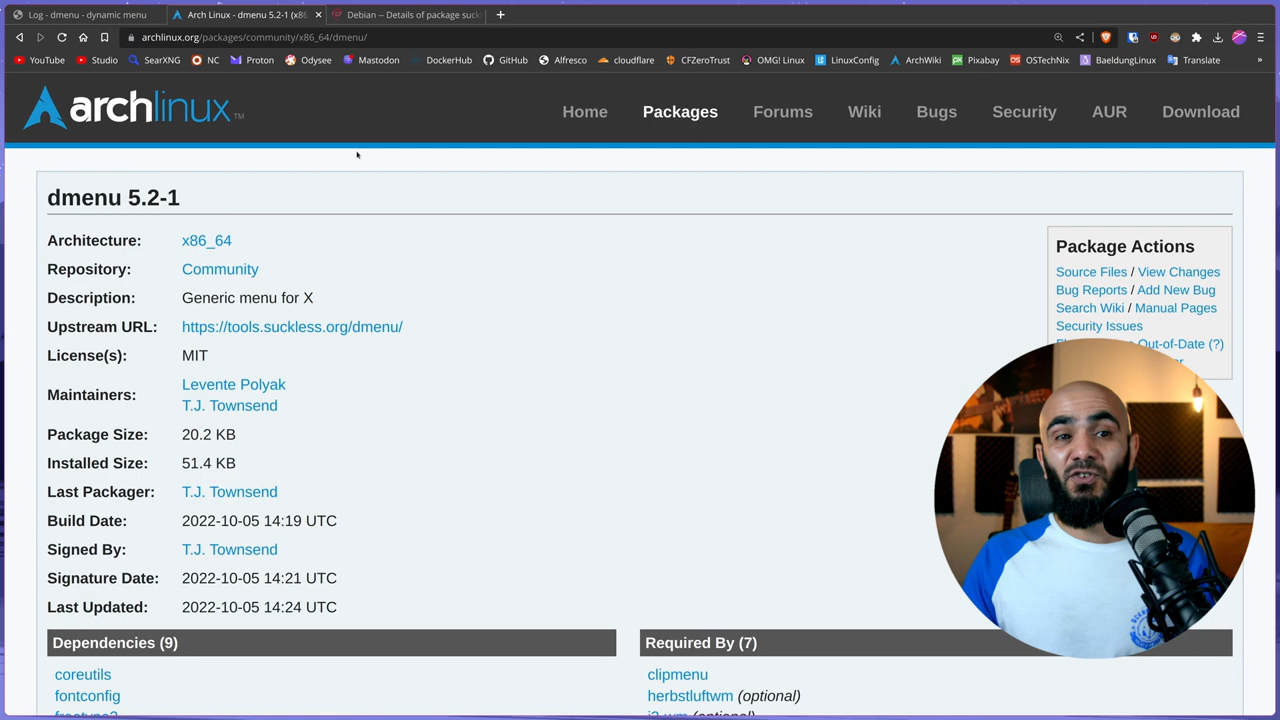 Log - dmenu - dynamic menu
Arch Linux - dmenu 5.2-1 (x86
Debian -- Details of package suck
archlinux.org/packages/community/x86_64/dmenu/
YouTube Studio SearXNG NC Proton Odysee Mastodon DockerHub GitHub Alfresco cloudflare CFZeroTrust OMG! Linux LinuxConfig ArchWiki Pixabay OSTechNix BaeldungLinux Translate »
archlinux™
Home Packages Forums Wiki Bugs Security AUR Download
dmenu 5.2-1
Architecture: x86_64
Repository: Community
Description: Generic menu for X
Upstream URL: https://tools.suckless.org/dmenu/
License(s): MIT
Maintainers: Levente Polyak
T.J. Townsend
Package Size: 20.2 KB
Installed Size: 51.4 KB
Last Packager: T.J. Townsend
Build Date: 2022-10-05 14:19 UTC
Signed By: T.J. Townsend
Signature Date: 2022-10-05 14:21 UTC
Last Updated: 2022-10-05 14:24 UTC
Package Actions
Source Files / View Changes
Bug Reports / Add New Bug
Search Wiki / Manual Pages
Security Issues
Out-of-Date (?)
Dependencies (9)
coreutils
fontconfig
Required By (7)
clipmenu
herbstluftwm (optional)